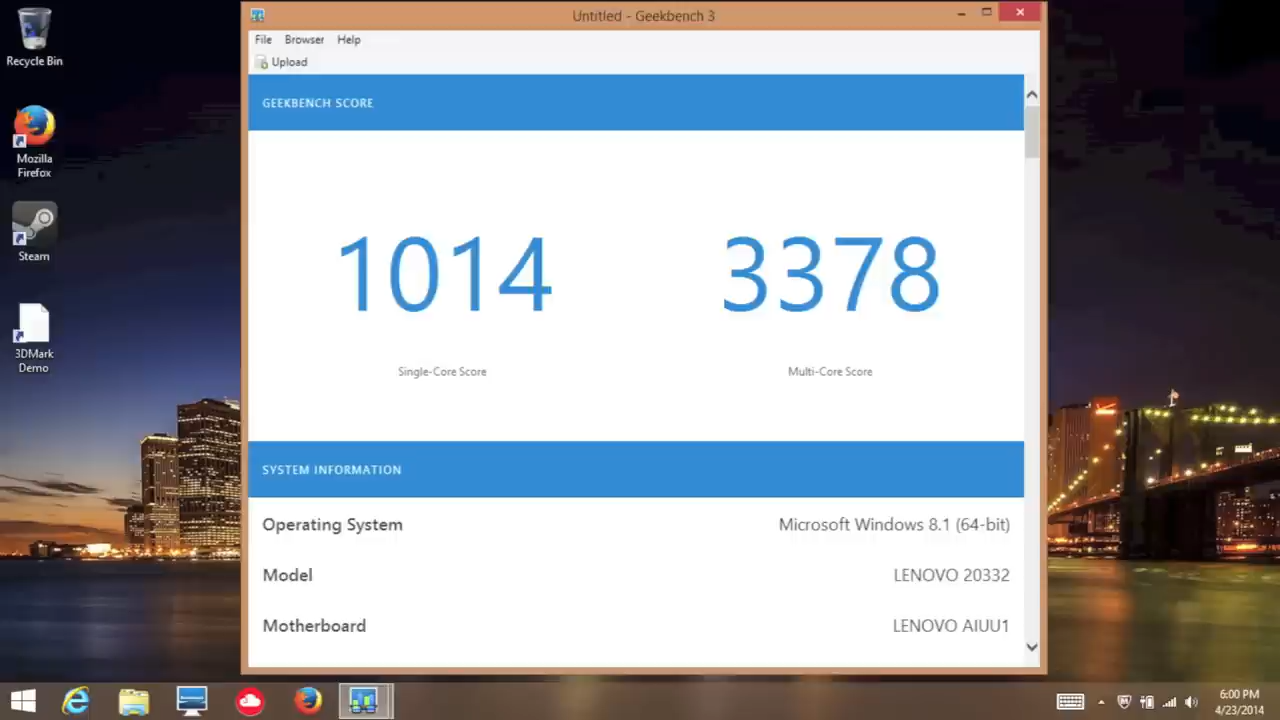 Untitled - Geekbench 3
File Browser Help
Upload
GEEKBENCH SCORE
1014 3378
Single-Core Score Multi-Core Score
SYSTEM INFORMATION
Operating System Microsoft Windows 8.1 (64-bit)
Model LENOVO 20332
Motherboard LENOVO AIUU1
Recycle Bin
Mozilla
Firefox
Steam
3DMark
Demo
6:00 PM
4/23/2014